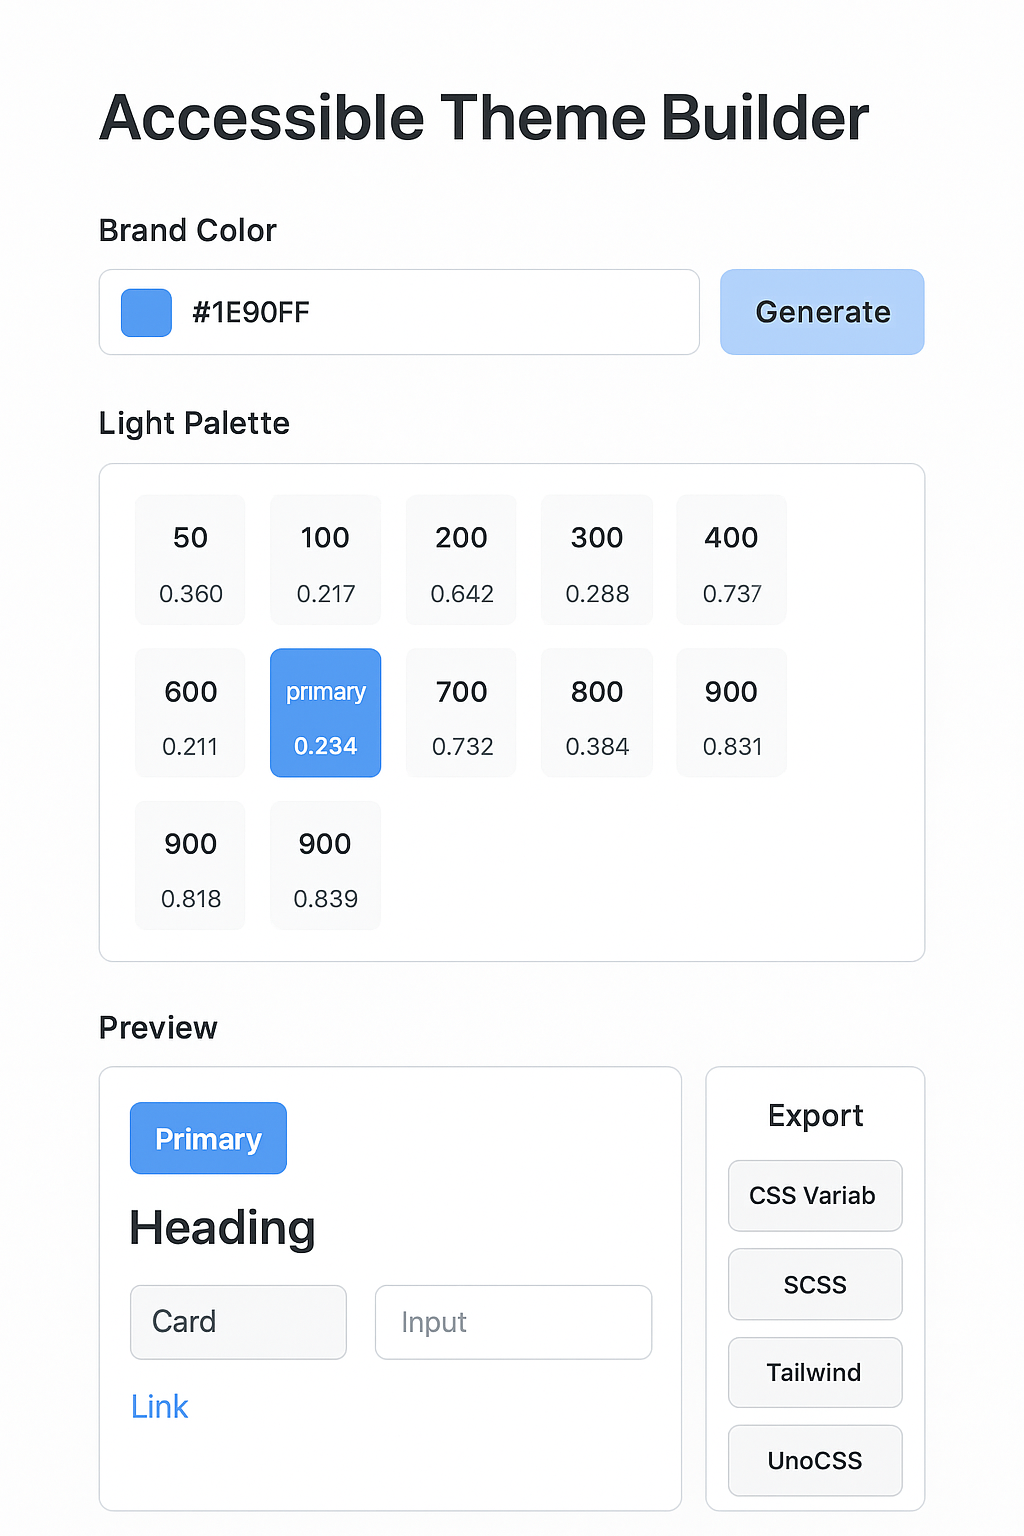 Accessible Theme Builder
Brand Color
#1E90FF
Generate
Light Palette
50 100 200 300 400
0.360 0.217 0.642 0.288 0.737
600 primary 700 800 900
0.211 0.234 0.732 0.384 0.831
900 900
0.818 0.839
Preview
Primary
Heading
Card
Input
Link
Export
CSS Variab
SCSS
Tailwind
UnoCSS